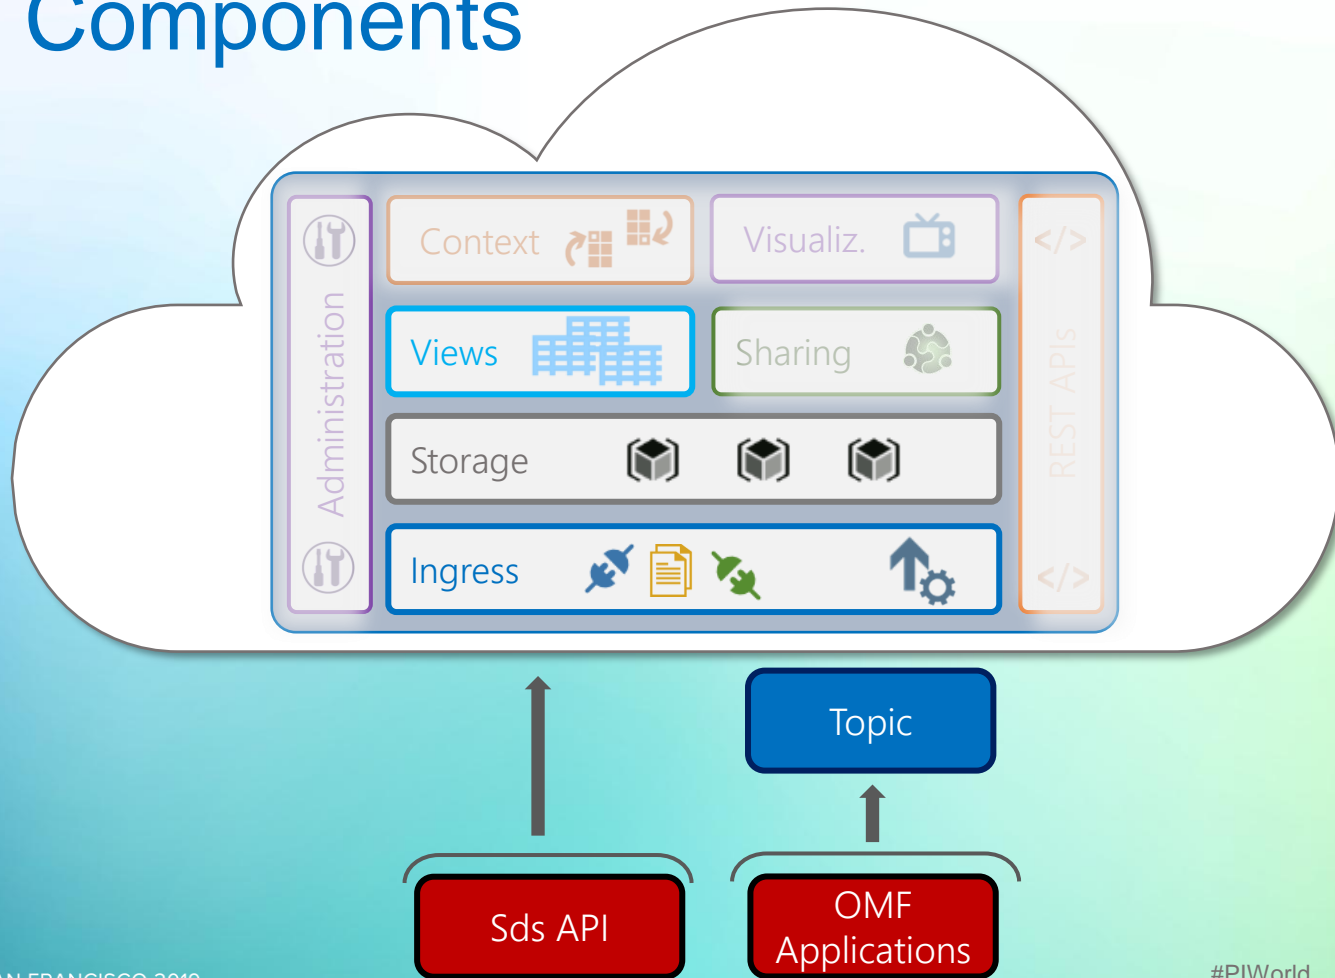 Components
Context
Visualiz.
</>
Administration
Views
Sharing
REST APIs
Storage
Ingress
</>
Topic
Sds API
OMF
Applications
#PIWorld